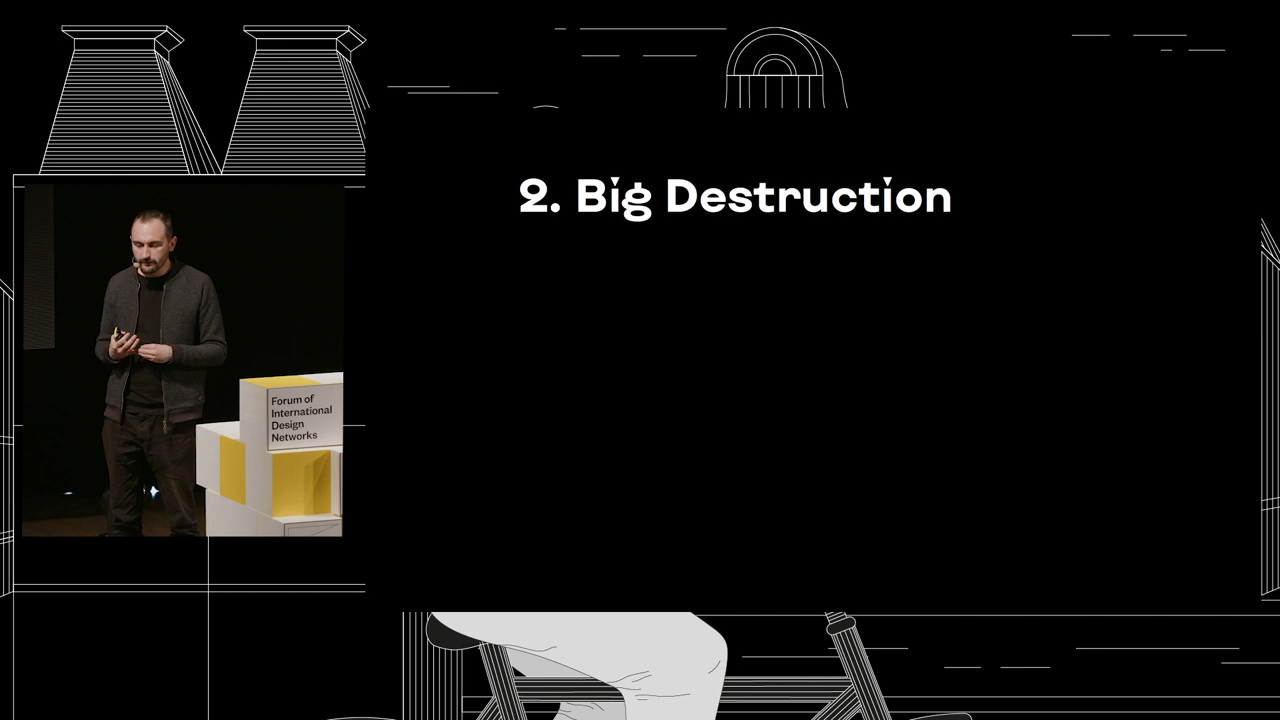 2. Big Destruction
Forum of
International
Design
Networks